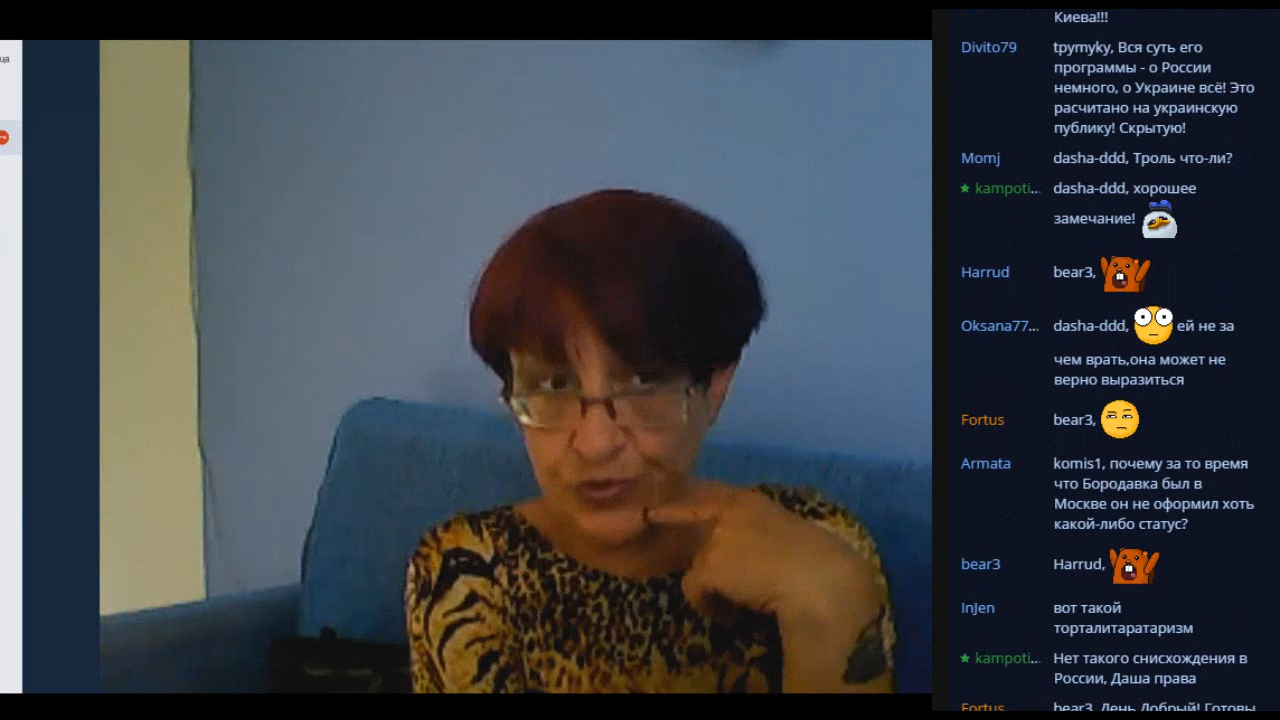 ца
Киева!!!
Divito79 tpymyky, Вся суть его
программы - о России
немного, о Украине всё! Это
расчитано на украинскую
публику! Скрытую!
Momj dasha-ddd, Троль что-ли?
kampoti... dasha-ddd, хорошее
замечание!
Harrud bear3,
Oksana77... dasha-ddd, ей не за
чем врать,она может не
верно выразиться
Fortus bear3,
Armata komis1, почему за то время
что Бородавка был в
Москве он не оформил хоть
какой-либо статус?
bear3 Harrud,
InJen вот такой
торталитаратаризм
kampoti... Нет такого снисхождения в
России, Даша права
Fortus bear3, День Добрый! Готовы